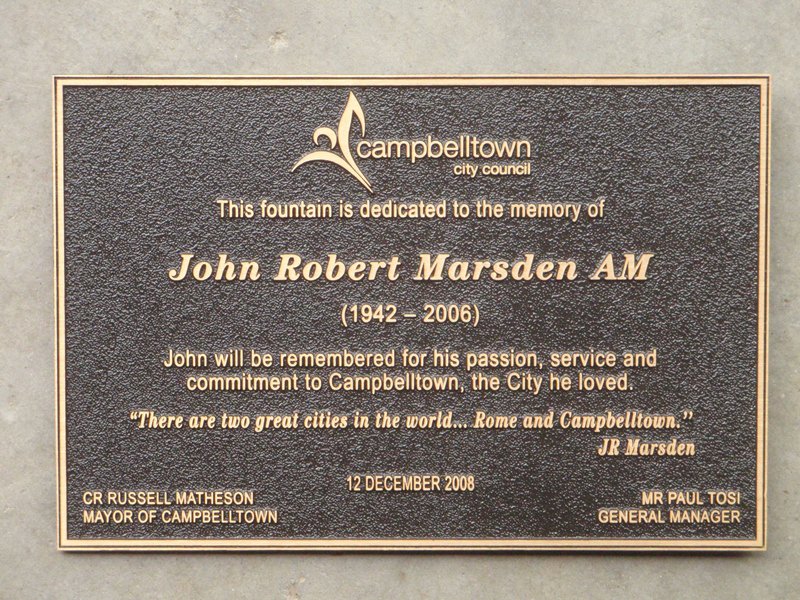 campbelltown
city council
This fountain is dedicated to the memory of
John Robert Marsden AM
(1942 – 2006)
John will be remembered for his passion, service and
commitment to Campbelltown, the City he loved.
“There are two great cities in the world... Rome and Campbelltown.”
JR Marsden
12 DECEMBER 2008
CR RUSSELL MATHESON
MAYOR OF CAMPBELLTOWN
MR PAUL TOSI
GENERAL MANAGER